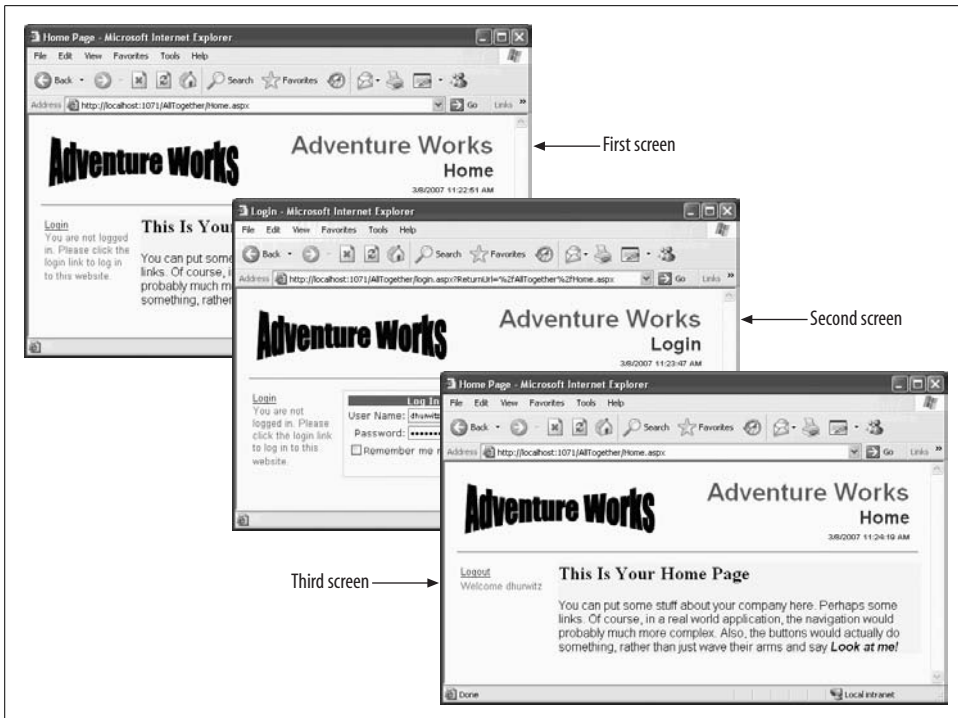 Home Page - Microsoft Internet Explorer
File Edit View Favorites Tools Help
Back Search Favorites
Address http://localhost:1071/AllTogether/Home.aspx Go Links »
Adventure Works
Adventure Works
Home
3/8/2007 11:22:51 AM
First screen
Login
You are not logged
in. Please click the
login link to log in
to this website.
This Is You
You can put some
links. Of course, i
probably much m
something, rather
Login - Microsoft Internet Explorer
File Edit View Favorites Tools Help
Back Search Favorites
Address http://localhost:1071/AllTogether/login.aspx?ReturnUrl=%2fAllTogether%2fHome.aspx Go Links »
Adventure Works
Adventure Works
Login
3/8/2007 11:23:47 AM
Second screen
Login
You are not
logged in. Please
click the login link
to log in to this
website.
Log In
User Name: dhurwitz
Password:
Remember me
Home Page - Microsoft Internet Explorer
File Edit View Favorites Tools Help
Back Search Favorites
Address http://localhost:1071/AllTogether/Home.aspx Go Links »
Adventure Works
Adventure Works
Home
3/8/2007 11:24:19 AM
Third screen
Logout
Welcome dhurwitz
This Is Your Home Page
You can put some stuff about your company here. Perhaps some
links. Of course, in a real world application, the navigation would
probably much more complex. Also, the buttons would actually do
something, rather than just wave their arms and say Look at me!
Done Local intranet